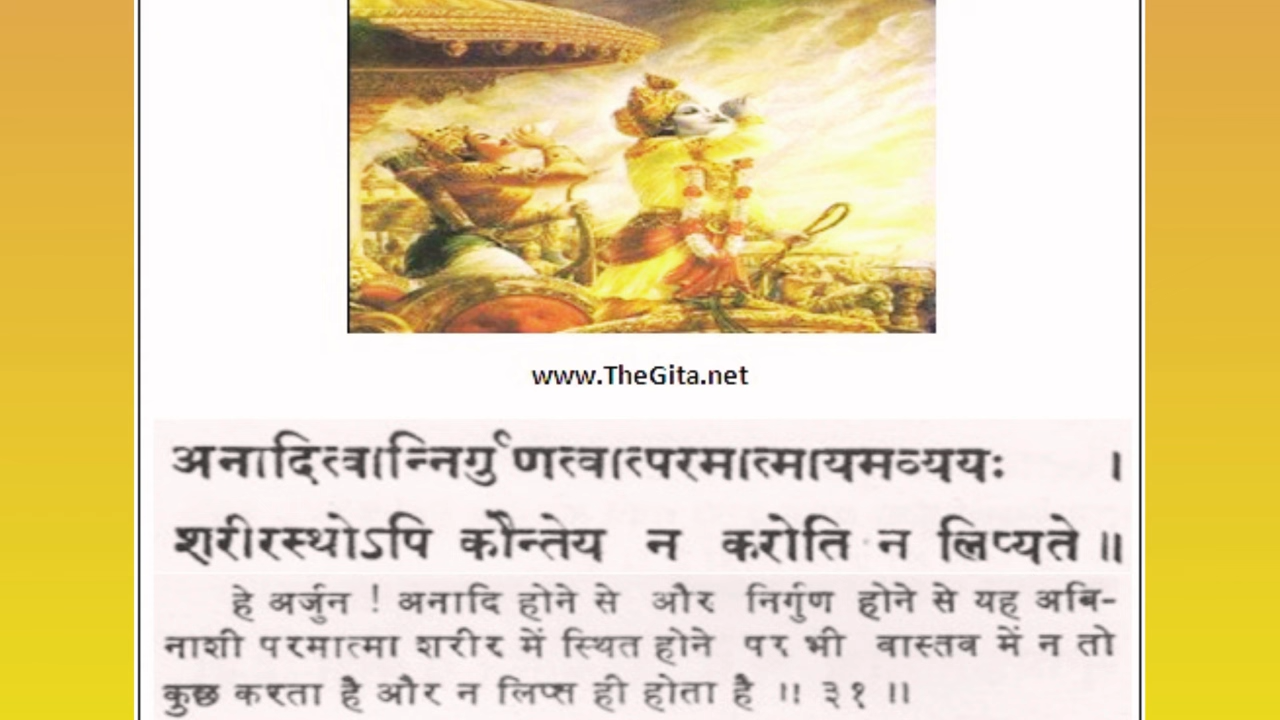 www.TheGita.net
अनादित्वान्निर्गुणत्वात्परमात्मायमव्ययः ।
शरीरस्थोऽपि कौन्तेय न करोति न लिप्यते ॥
हे अर्जुन ! अनादि होने से और निर्गुण होने से यह अबि-
नाशी परमात्मा शरीर में स्थित होने पर भी वास्तव में न तो
कुछ करता है और न लिप्त ही होता है ॥ ३१ ॥